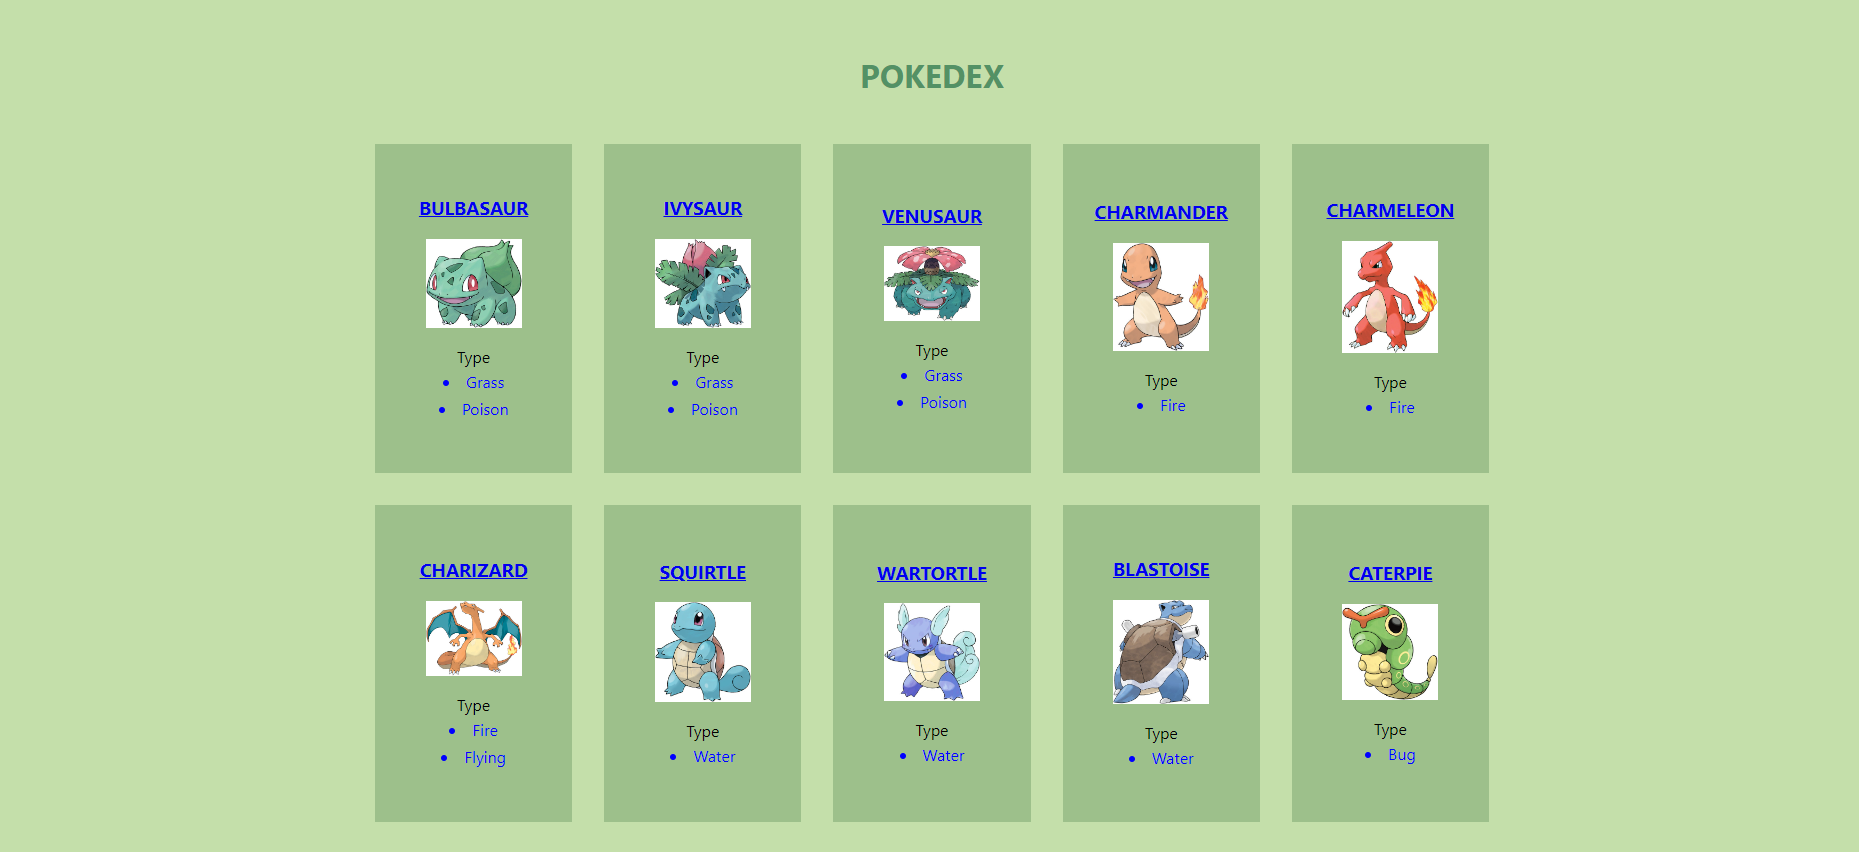 POKEDEX
BULBASAUR
Type
Grass
Poison
IVYSAUR
Type
Grass
Poison
VENUSAUR
Type
Grass
Poison
CHARMANDER
Type
Fire
CHARMELEON
Type
Fire
CHARIZARD
Type
Fire
Flying
SQUIRTLE
Type
Water
WARTORTLE
Type
Water
BLASTOISE
Type
Water
CATERPIE
Type
Bug